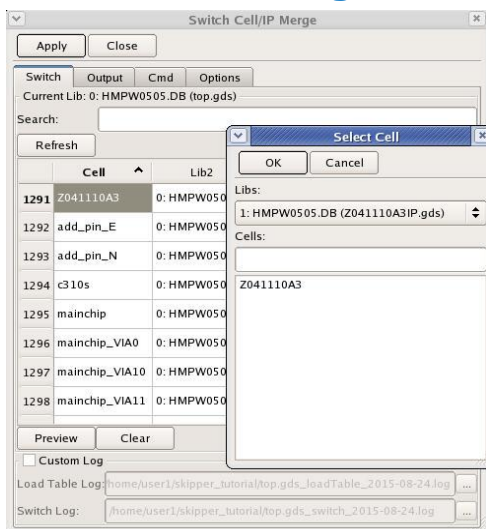 Switch Cell/IP Merge
Apply Close
Switch Output Cmd Options
Current Lib: 0: HMPW0505.DB (top.gds)
Search:
Refresh
Cell Lib2
1291 Z041110A3 0: HMPW050
1292 add_pin_E 0: HMPW050
1293 add_pin_N 0: HMPW050
1294 c310s 0: HMPW050
1295 mainchip 0: HMPW050
1296 mainchip_VIA0 0: HMPW050
1297 mainchip_VIA10 0: HMPW050
1298 mainchip_VIA11 0: HMPW050
Preview Clear
Custom Log
Load Table Log: home/user1/skipper_tutorial/top.gds_loadTable_2015-08-24.log ...
Switch Log: /home/user1/skipper_tutorial/top.gds_switch_2015-08-24.log ...
Select Cell
OK Cancel
Libs:
1: HMPW0505.DB (Z041110A3IP.gds)
Cells:
Z041110A3